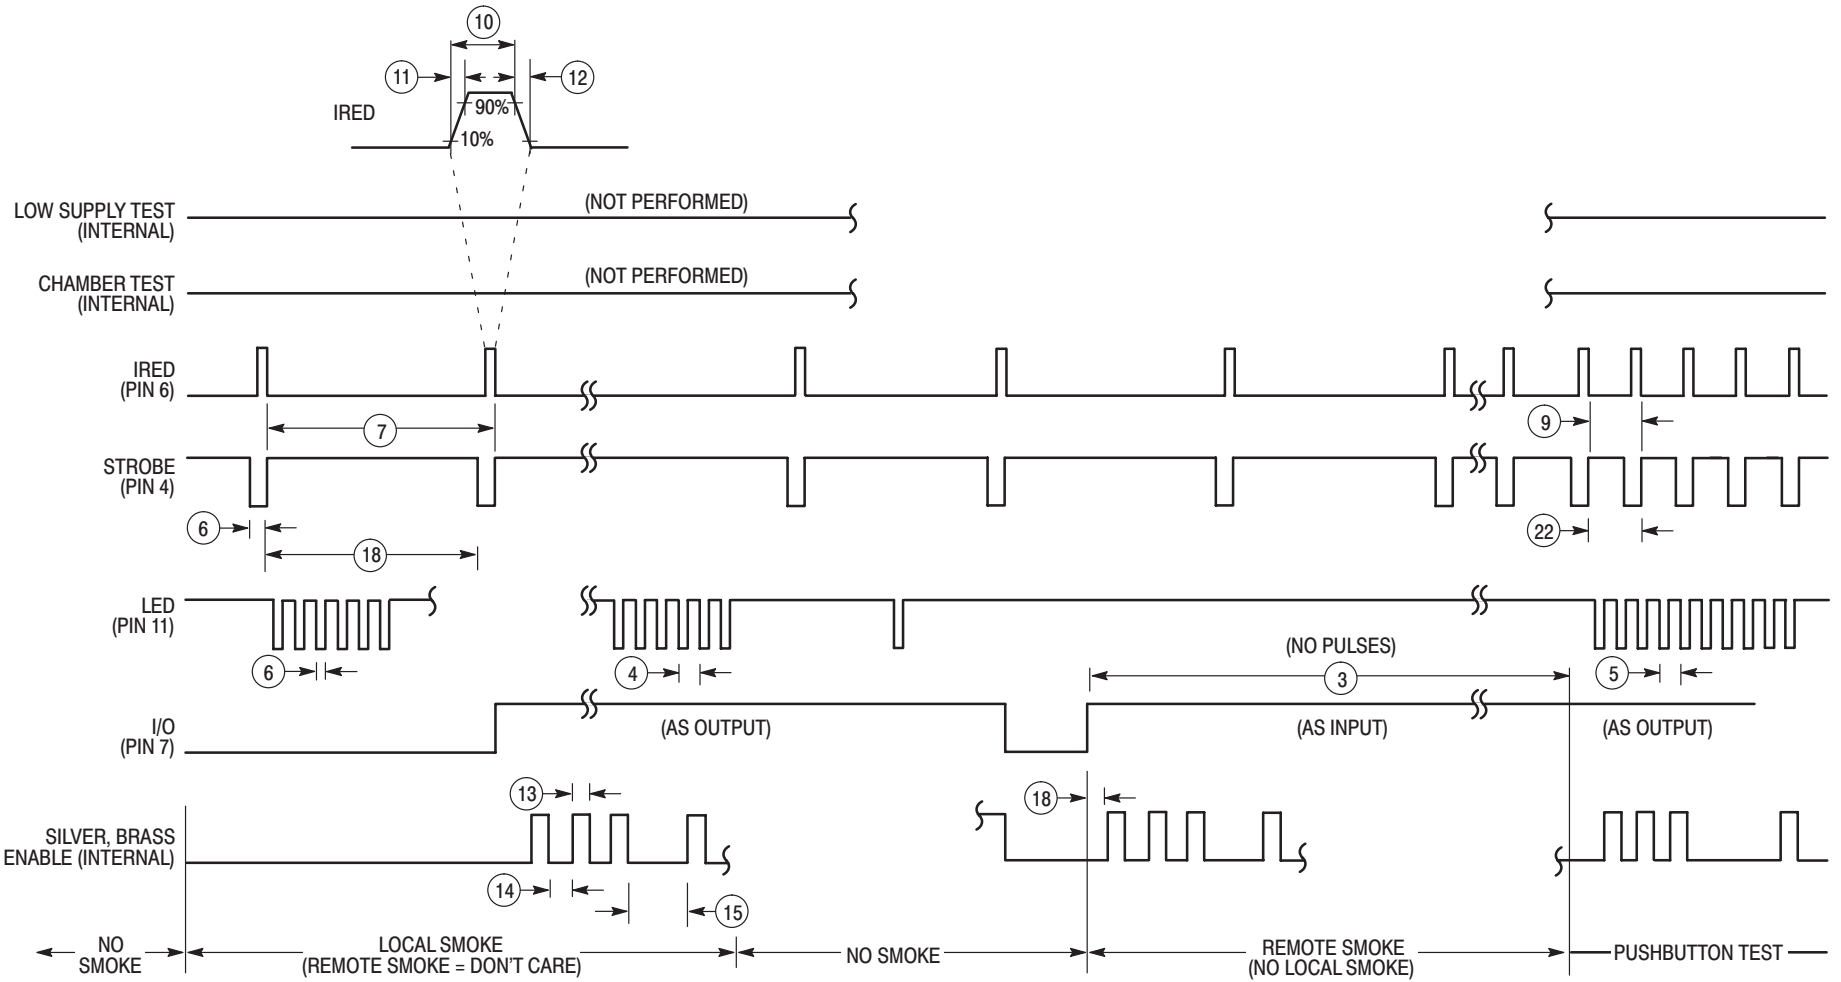 10
11
12
IRED
90%
10%
LOW SUPPLY TEST
(INTERNAL)
(NOT PERFORMED)
CHAMBER TEST
(INTERNAL)
(NOT PERFORMED)
IRED
(PIN 6)
7
9
STROBE
(PIN 4)
6
18
22
LED
(PIN 11)
6
4
(NO PULSES)
3
5
I/O
(PIN 7)
(AS OUTPUT)
(AS INPUT)
(AS OUTPUT)
13
18
SILVER, BRASS
ENABLE (INTERNAL)
14
15
NO
SMOKE
LOCAL SMOKE
(REMOTE SMOKE = DON'T CARE)
NO SMOKE
REMOTE SMOKE
(NO LOCAL SMOKE)
PUSHBUTTON TEST